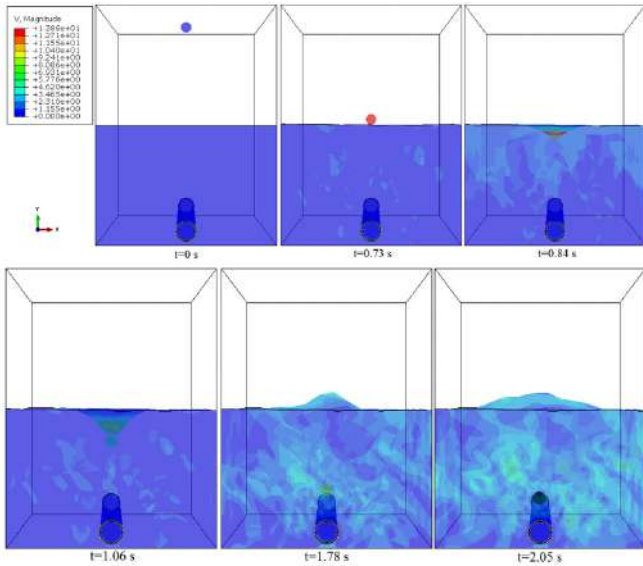 V, Magnitude
+1.386e+01
+1.271e+01
+1.155e+01
+1.040e+01
+9.241e+00
+8.086e+00
+6.931e+00
+5.776e+00
+4.620e+00
+3.465e+00
+2.310e+00
+1.155e+00
+0.000e+00
Y
X
t=0 s
t=0.73 s
t=0.84 s
t=1.06 s
t=1.78 s
t=2.05 s